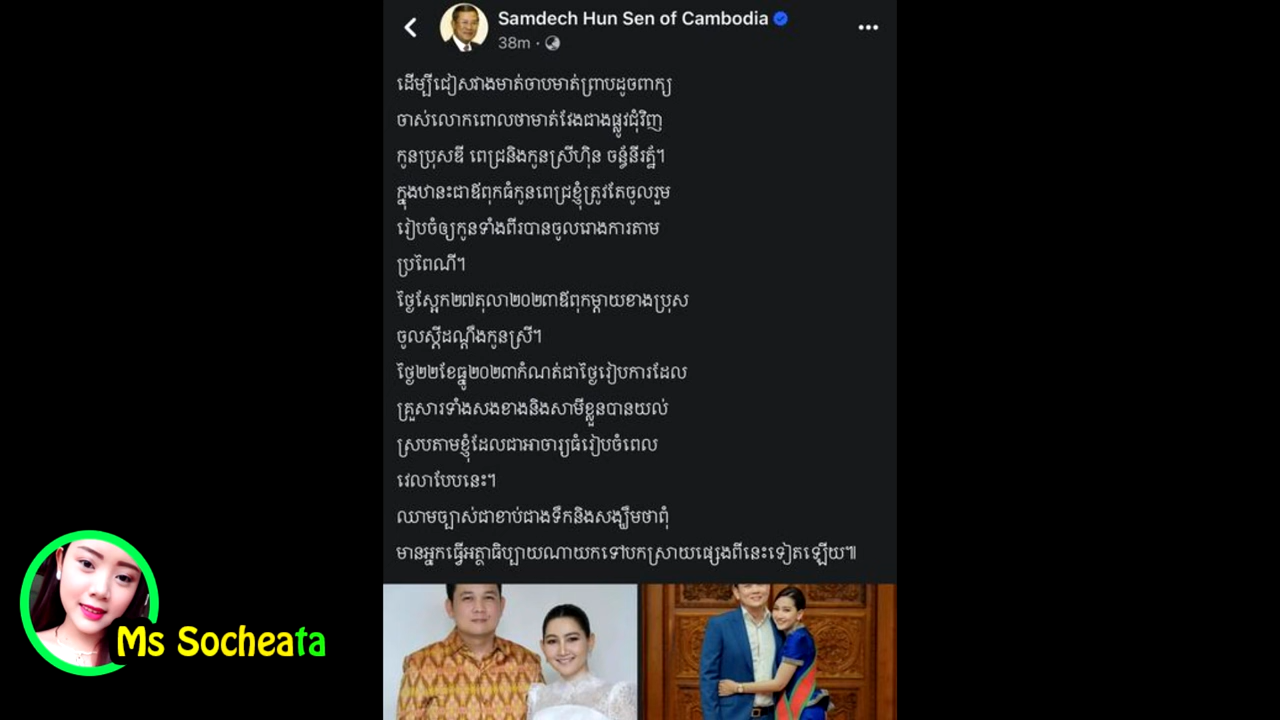 Samdech Hun Sen of Cambodia
38m
ដើម្បីជៀសវាងមាត់ចាបមាត់ព្រាបដូចពាក្យ
ចាស់លោកពោលថាមាត់វែងជាងផ្លូវជុំវិញ
កូនប្រុសឌី ពេជ្រនិងកូនស្រីហ៊ិន ចន្ធ័នីរត្ន័។
ក្នុងឋានះជាឪពុកធំកូនពេជ្រខ្ញុំត្រូវតែចូលរួម
រៀបចំឲ្យកូនទាំងពីរបានចូលរោងការតាម
ប្រពៃណី។
ថ្ងៃស្អែក២៧តុលា២០២៣ឪពុកម្តាយខាងប្រុស
ចូលស្តីដណ្តឹងកូនស្រី។
ថ្ងៃ២២ខែធ្នូ២០២៣កំណត់ជាថ្ងៃរៀបការដែល
គ្រួសារទាំងសងខាងនិងសាមីខ្លួនបានយល់
ស្របតាមខ្ញុំដែលជាអាចារ្យធំរៀបចំពេល
វេលាបែបនេះ។
ឈាមច្បាស់ជាខាប់ជាងទឹកនិងសង្ឃឹមថាពុំ
មានអ្នកធ្វើអត្ថាធិប្បាយណាយកទៅបកស្រាយផ្សេងពីនេះទៀតឡើយ៕
Ms Socheata